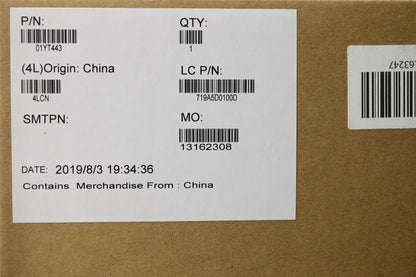 P/N:
QTY:
01YT443
1
(4L)Origin: China
LC P/N:
4LCN
719A5D0100D
SMTPN:
MO:
13162308
DATE: 2019/8/3 19:34:36
Contains Merchandise From : China